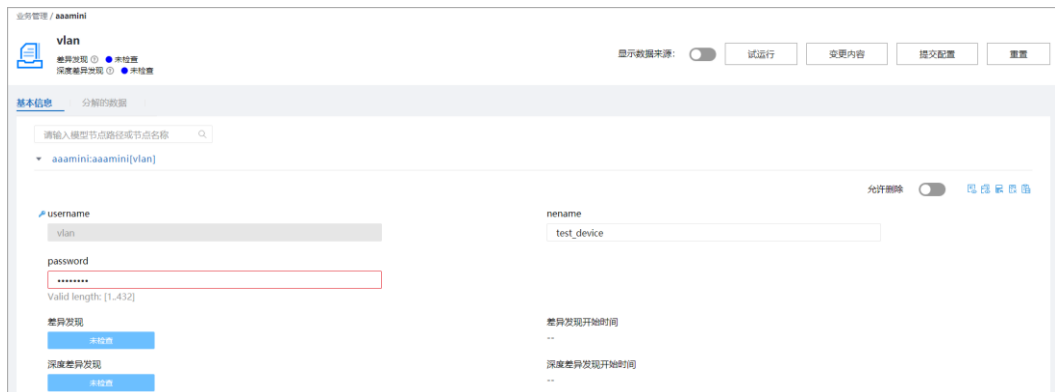 业务管理 / aaamini
vlan
差异发现 ● 未检查
深度差异发现 ● 未检查
显示数据来源:
试运行
变更内容
提交配置
重置
基本信息
分解的数据
请输入模型节点路径或节点名称
aaamini:aaamini[vlan]
允许删除
username
nename
vlan
test_device
password
••••••••
Valid length: [1..432]
差异发现
差异发现开始时间
未检查
--
深度差异发现
深度差异发现开始时间
未检查
--